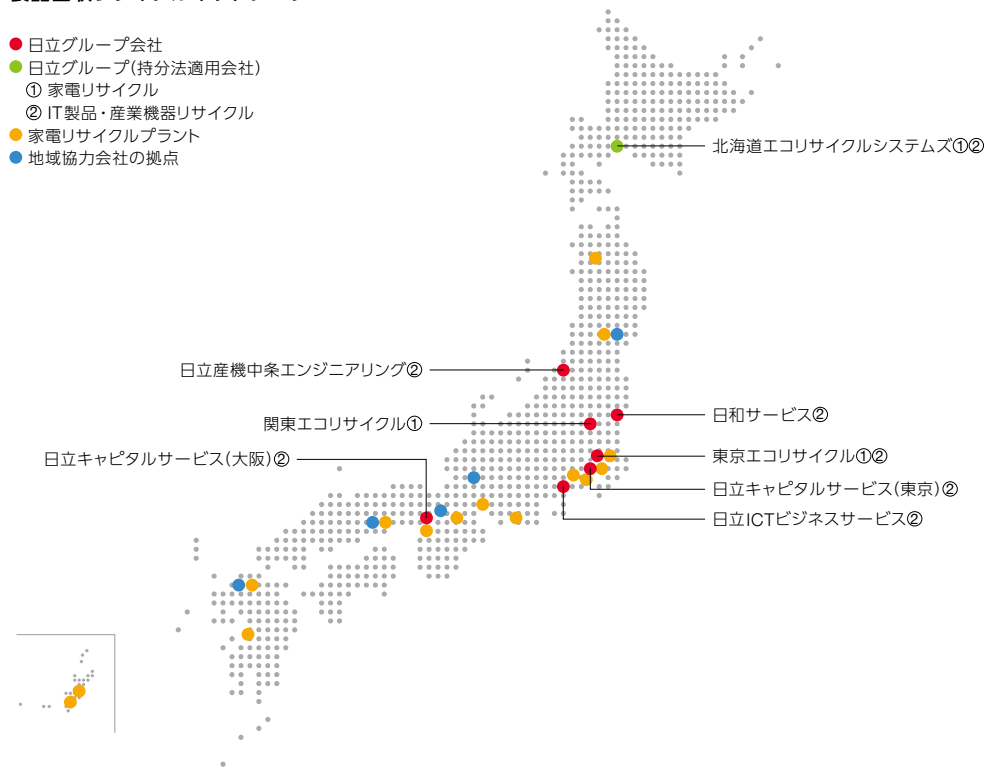 日立グループ会社
日立グループ(持分法適用会社)
① 家電リサイクル
② IT製品・産業機器リサイクル
家電リサイクルプラント
地域協力会社の拠点
北海道エコリサイクルシステムズ①②
日立産機中条エンジニアリング②
関東エコリサイクル①
日立キャピタルサービス(大阪)②
日和サービス②
東京エコリサイクル①②
日立キャピタルサービス(東京)②
日立ICTビジネスサービス②